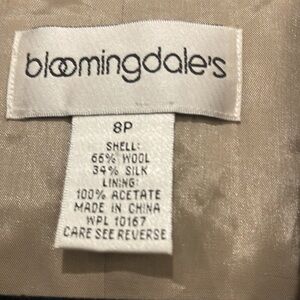 bloomingdale's
8P
SHELL:
66% WOOL
34% SILK
LINING:
100% ACETATE
MADE IN CHINA
WPL 10167
CARE SEE REVERSE